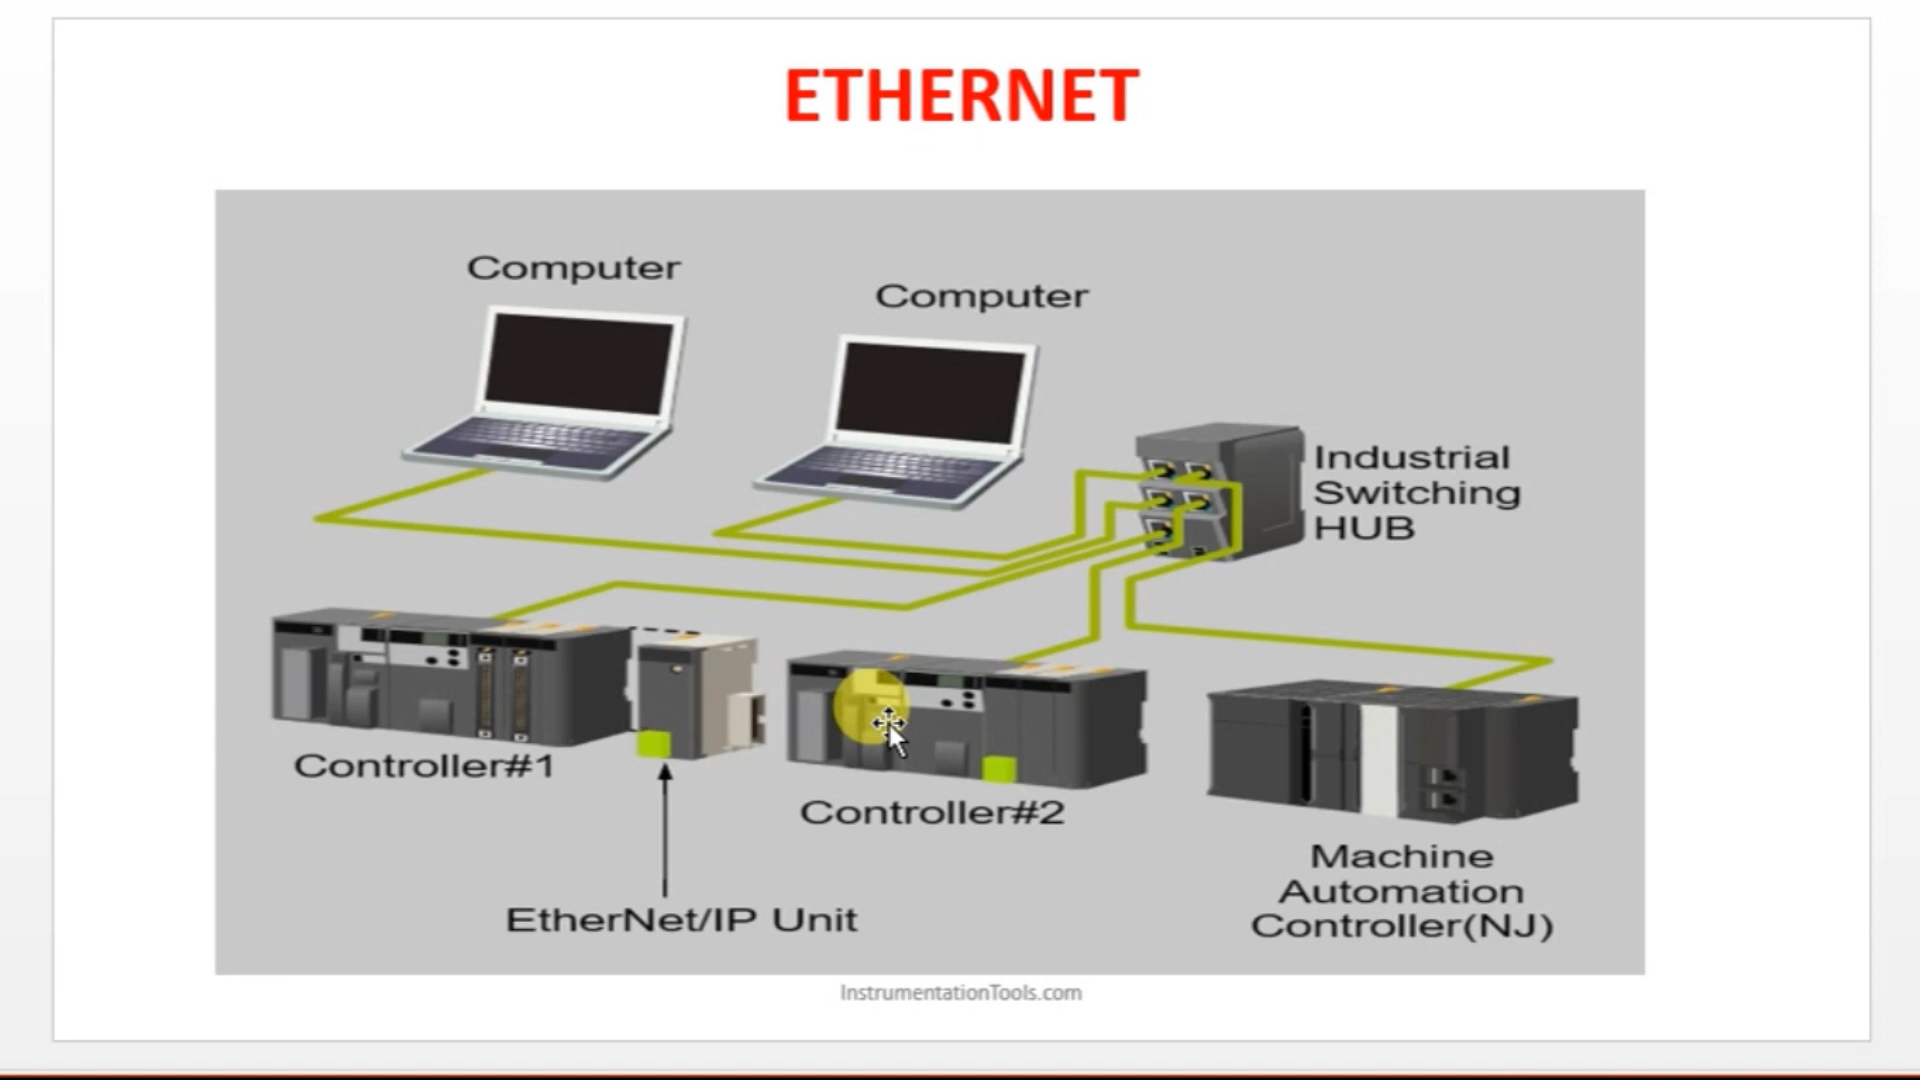 ETHERNET
Computer
Computer
Industrial
Switching
HUB
Controller#1
Controller#2
EtherNet/IP Unit
Machine
Automation
Controller(NJ)
InstrumentationTools.com